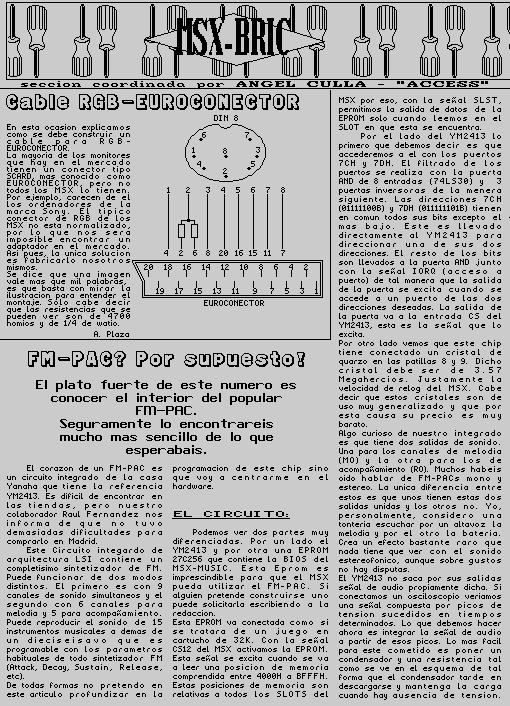 MSX-BRIC
seccion coordinada por ANGEL CULLA - "ACCESS"
Cable RGB-EUROCONECTOR
En esta ocasion explicamos
como se debe construir un
cable para RGB-
EUROCONECTOR.
La mayoria de los monitores
que hay en el mercado
tienen un conector tipo
SCARD, mas conocido como
EUROCONECTOR, pero no
todos los MSX lo tienen.
Por ejemplo, carecen de el
los ordenadores de la
marca Sony. El tipico
conector de RGB de los
MSX no esta normalizado,
por lo que nos sera
imposible encontrar un
adaptador en el mercado.
Asi pues, la unica solucion
es fabricarlo nosotros
mismos.
Se dice que una imagen
vale mas que mil palabras,
es que basta con mirar la
ilustracion para entender el
montaje. Solo cabe decir
que las resistencias que se
pueden ver son de 4700
homios y de 1/4 de watio.
A. Plaza
DIN 8
6 7
1 8 3
4 5
2
1 2 3 4 5 6 7 8
4 2 6 8 20 16 15 11 7
20 18 16 14 12 10 8 6 4 2
19 17 15 13 11 9 7 5 3 1
EUROCONECTOR
FM-PAC? Por supuesto!
El plato fuerte de este numero es
conocer el interior del popular
FM-PAC.
Seguramente lo encontrareis
mucho mas sencillo de lo que
esperabais.
El corazon de un FM-PAC es
un circuito integrado de la casa
Yanaha que tiene la referencia
YM2413. Es dificil de encontrar en
las tiendas, pero nuestro
colaborador Raul Fernandez nos
informa de que no tuvo
demasiadas dificultades para
comprarlo en Madrid.
Este Circuito integrado de
arquitectura LSI contiene un
completisimo sintetizador de FM.
Puede funcionar de dos modos
distintos. El primero es con 9
canales de sonido simultaneos y el
segundo con 6 canales para
melodia y 5 para acompañamiento.
Puede reproducir el sonido de 15
instrumentos musicales a demas de
un dieciseisavo que es
programable con los parametros
habituales de todo sintetizador FM
(Attack, Decay, Sustain, Release,
etc).
De todas formas no pretendo en
este articulo profundizar en la
programacion de este chip sino
que voy a centrarme en el
hardware.
EL CIRCUITO:
Podemos ver dos partes muy
diferenciadas. Por un lado el
YM2413 y por otra una EPROM
27C256 que contiene la BIOS del
MSX-MUSIC. Esta Eprom es
imprescindible para que el MSX
pueda utilizar el FM-PAC. Si
alguien pretende construirse uno
puede solicitarla escribiendo a la
redaccion.
Esta EPROM va conectada como si
se tratara de un juego en
cartucho de 32K. Con la señal
CS12 del MSX activamos la EPROM.
Esta señal se excita cuando se va
a leer una posicion de memoria
comprendida entre 4000H a BFFFH.
Estas posiciones de memoria son
relativas a todos los SLOTS del
MSX por eso, con la señal SLST,
permitimos la salida de datos de la
EPROM solo cuando leemos en el
SLOT en que esta se encuentra.
Por el lado del YM2413 lo
primero que debemos decir es que
accederemos a el con los puertos
7CH y 7DH. El filtrado de los
puertos se realiza con la puerta
AND de 8 entradas (74LS30) y 3
puertas inversoras de la manera
siguiente. Las direcciones 7CH
(01111100B) y 7DH (01111101B) tienen
en comun todos sus bits excepto el
mas bajo. Este es llevado
directamente al YM2413 para
direccionar una de sus dos
direcciones. El resto de los bits
son llevados a la puerta AND junto
con la señal IORQ (acceso a
puerto) de tal manera que la salida
de la puerta se excita cuando se
accede a un puerto de las dos
direcciones deseadas. La salida de
la puerta va a la entrada CS del
YM2413, esta es la señal que lo
excita.
Por otro lado vemos que este chip
tiene conectado un cristal de
quarzo en las patillas 8 y 9. Dicho
cristal debe ser de 3.57
Megahercios. Justamente la
velocidad de relog del MSX. Cabe
decir que estos cristales son de
uso muy generalizado y que por
esta causa su precio es muy
barato.
Algo curioso de nuestro integrado
es que tiene dos salidas de sonido.
Una para los canales de melodia
(MO) y la otra para los de
acompañamiento (RO). Muchos habeis
oido hablar de FM-PACs mono y
estereo. La unica diferencia entre
estos es que unos tienen estas dos
salidas unidas y los otros no. Yo,
personalmente, considero una
tonteria escuchar por un altavoz la
melodia y por el otro la bateria.
Crea un efecto bastante raro que
nada tiene que ver con el sonido
estereofonico, aunque sobre gustos
no hay disputas.
El YM2413 no saca por sus salidas
señal de audio propiamente dicha. Si
conectamos un osciloscopio veriamos
una señal compuesta por picos de
tension sucedidos en tiempos
determinados. Lo que debemos hacer
ahora es integrar la señal de audio
a partir de esos picos. Lo mas facil
para este cometido es poner un
condensador y una resistencia tal
como se ve en el esquema de tal
forma que el condensador tarde en
descargarse y mantenga la carga
cuando hay ausencia de tension.